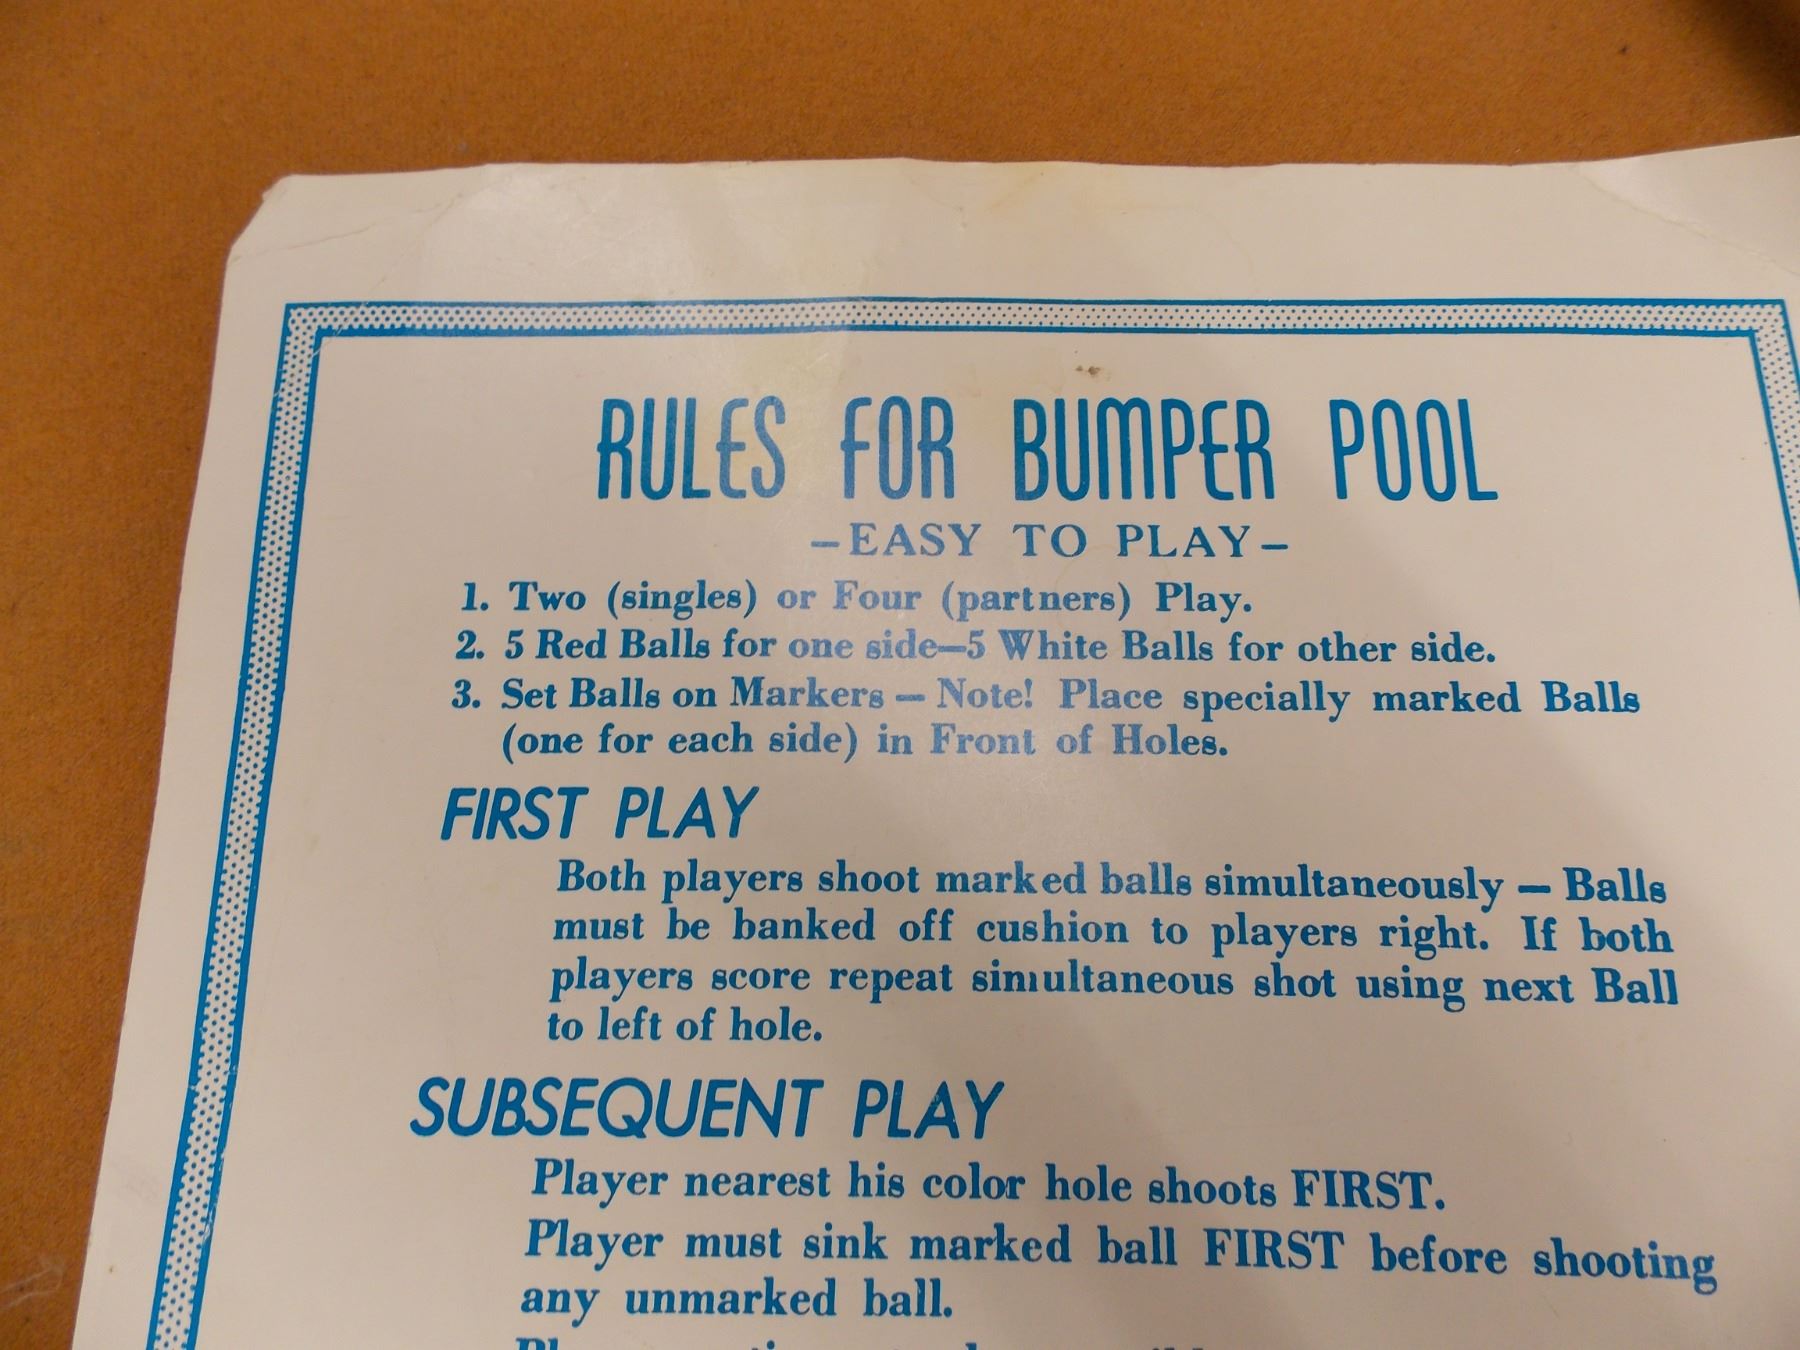 RULES FOR BUMPER POOL
–EASY TO PLAY–
1. Two (singles) or Four (partners) Play.
2. 5 Red Balls for one side–5 White Balls for other side.
3. Set Balls on Markers – Note! Place specially marked Balls
(one for each side) in Front of Holes.
FIRST PLAY
Both players shoot marked balls simultaneously – Balls
must be banked off cushion to players right. If both
players score repeat simultaneous shot using next Ball
to left of hole.
SUBSEQUENT PLAY
Player nearest his color hole shoots FIRST.
Player must sink marked ball FIRST before shooting
any unmarked ball.